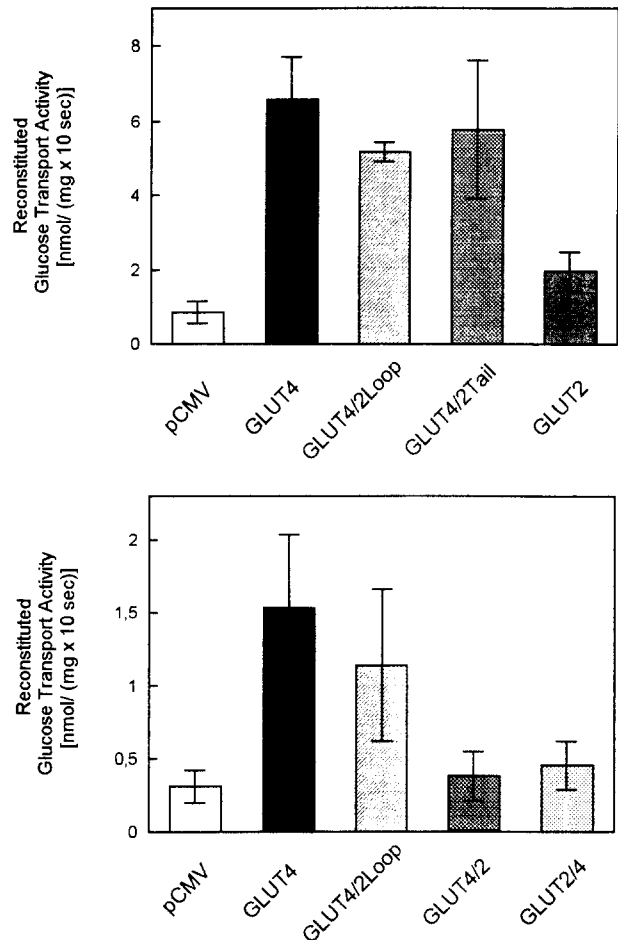 Reconstituted
Glucose Transport Activity
[nmol/ (mg x 10 sec)]
8
6
4
2
0
pCMV
GLUT4
GLUT4/2Loop
GLUT4/2Tail
GLUT2
Reconstituted
Glucose Transport Activity
[nmol/ (mg x 10 sec)]
2
1,5
1
0,5
0
pCMV
GLUT4
GLUT4/2Loop
GLUT4/2
GLUT2/4